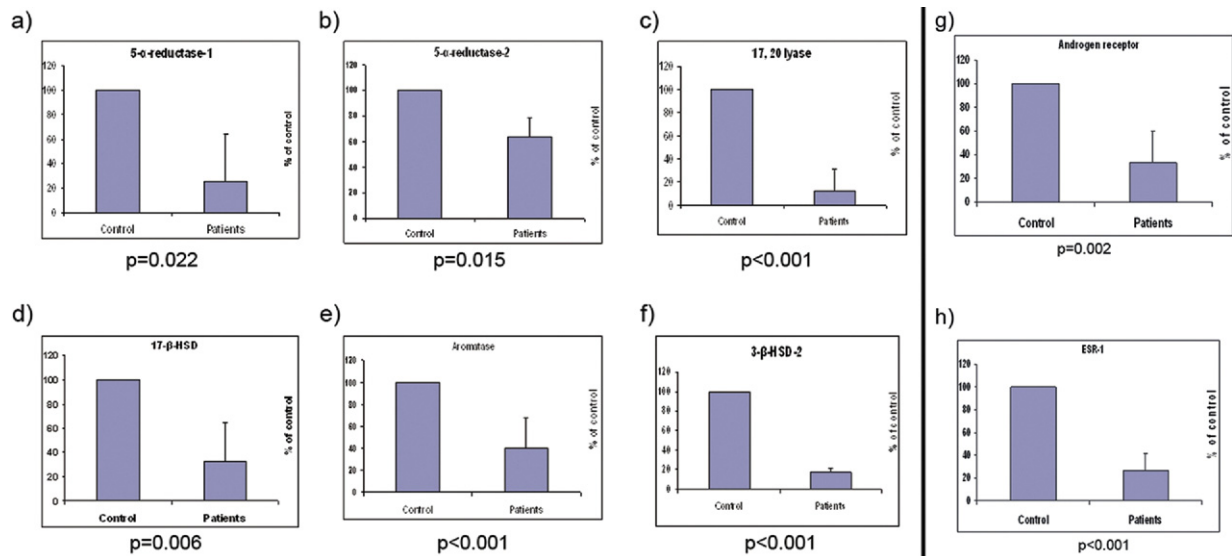 a)
5-α-reductase-1
120
100
80
60
40
20
0
Control Patients
% of control
p=0.022
b)
5-α-reductase-2
120
100
80
60
40
20
0
Control Patients
% of control
p=0.015
c)
17, 20 lyase
120
100
80
60
40
20
0
Control Patients
% of control
p<0.001
g)
Androgen receptor
120
100
80
60
40
20
0
Control Patients
% of control
p=0.002
d)
17-β-HSD
120
100
80
60
40
20
0
Control Patients
% of control
p=0.006
e)
Aromatase
120
100
80
60
40
20
0
Control Patients
% of control
p<0.001
f)
3-β-HSD-2
120
100
80
60
40
20
0
Control Patients
% of control
p<0.001
h)
ESR-1
120
100
80
60
40
20
0
Control Patients
% of control
p<0.001